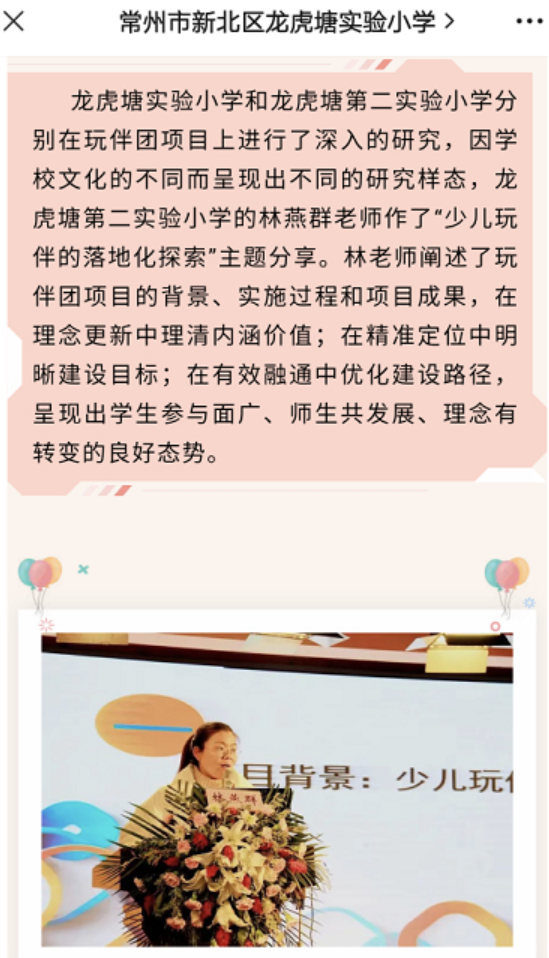 常州市新北区龙虎塘实验小学
龙虎塘实验小学和龙虎塘第二实验小学分
别在玩伴团项目上进行了深入的研究，因学
校文化的不同而呈现出不同的研究样态，龙
虎塘第二实验小学的林燕群老师作了“少儿玩
伴的落地化探索”主题分享。林老师阐述了玩
伴团项目的背景、实施过程和项目成果，在
理念更新中理清内涵价值；在精准定位中明
晰建设目标；在有效融通中优化建设路径，
呈现出学生参与面广、师生共发展、理念有
转变的良好态势。
目背景：少儿玩伴
林燕群